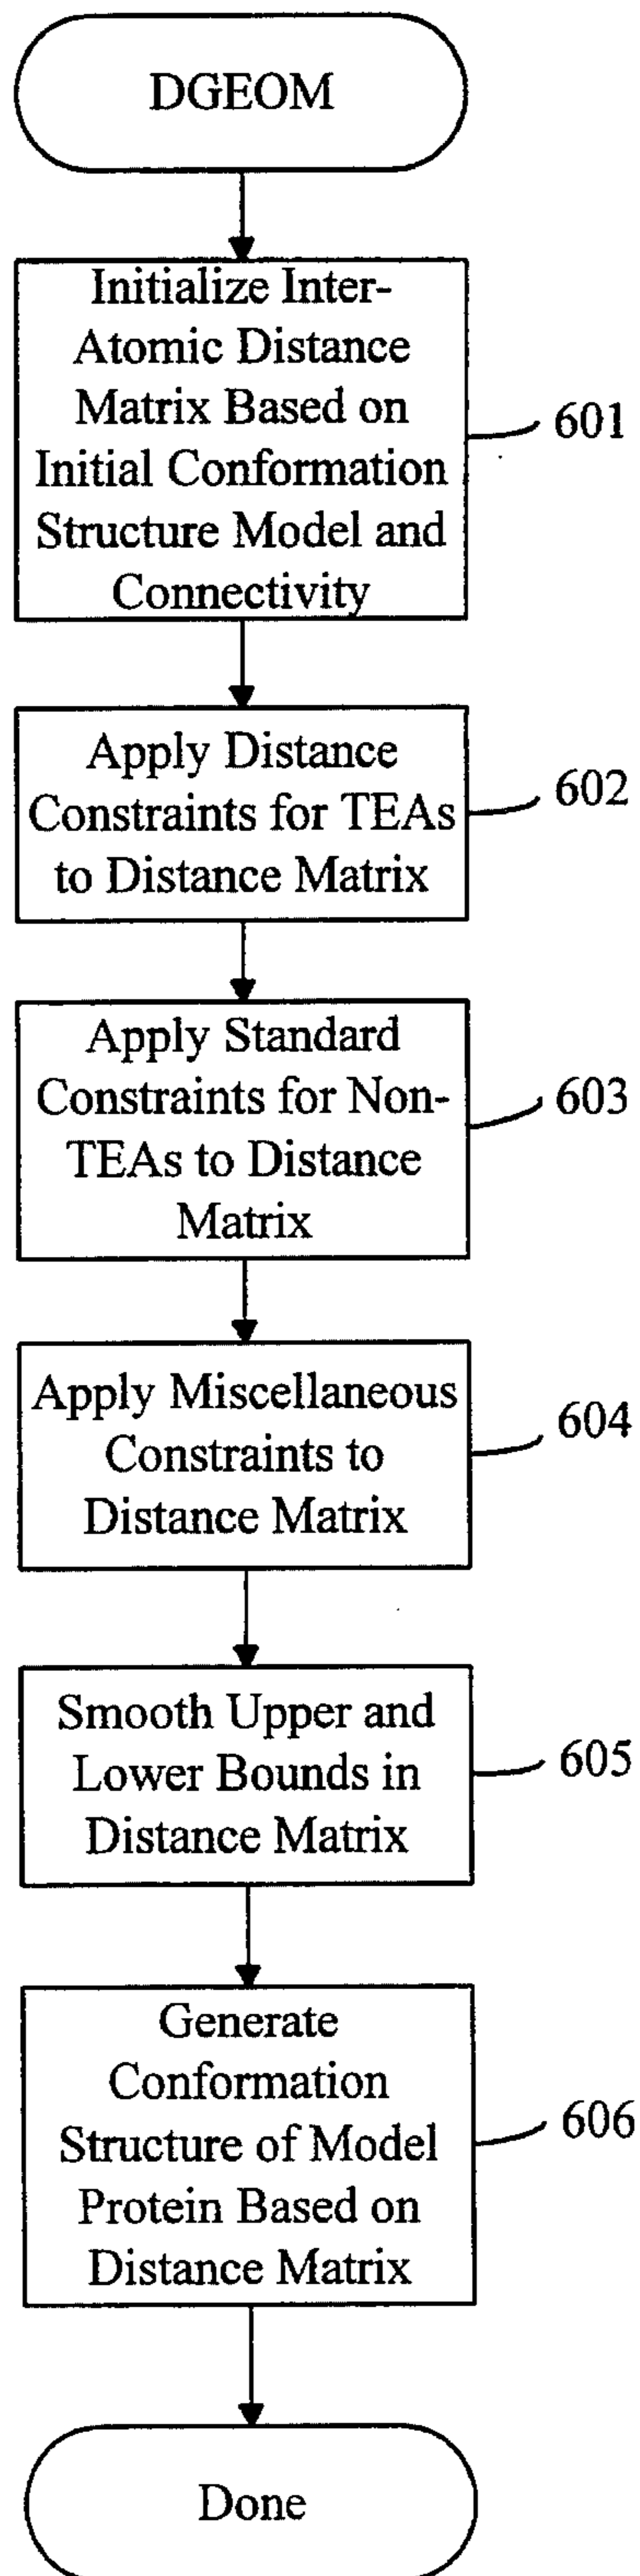 DGEOM
Initialize Inter-
Atomic Distance
Matrix Based on
Initial Conformation
Structure Model and
Connectivity
601
Apply Distance
Constraints for TEAs
to Distance Matrix
602
Apply Standard
Constraints for Non-
TEAs to Distance
Matrix
603
Apply Miscellaneous
Constraints to
Distance Matrix
604
Smooth Upper and
Lower Bounds in
Distance Matrix
605
Generate
Conformation
Structure of Model
Protein Based on
Distance Matrix
606
Done